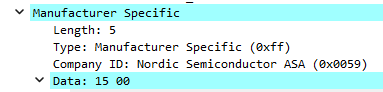 Manufacturer Specific
Length: 5
Type: Manufacturer Specific (0xff)
Company ID: Nordic Semiconductor ASA (0x0059)
Data: 15 00